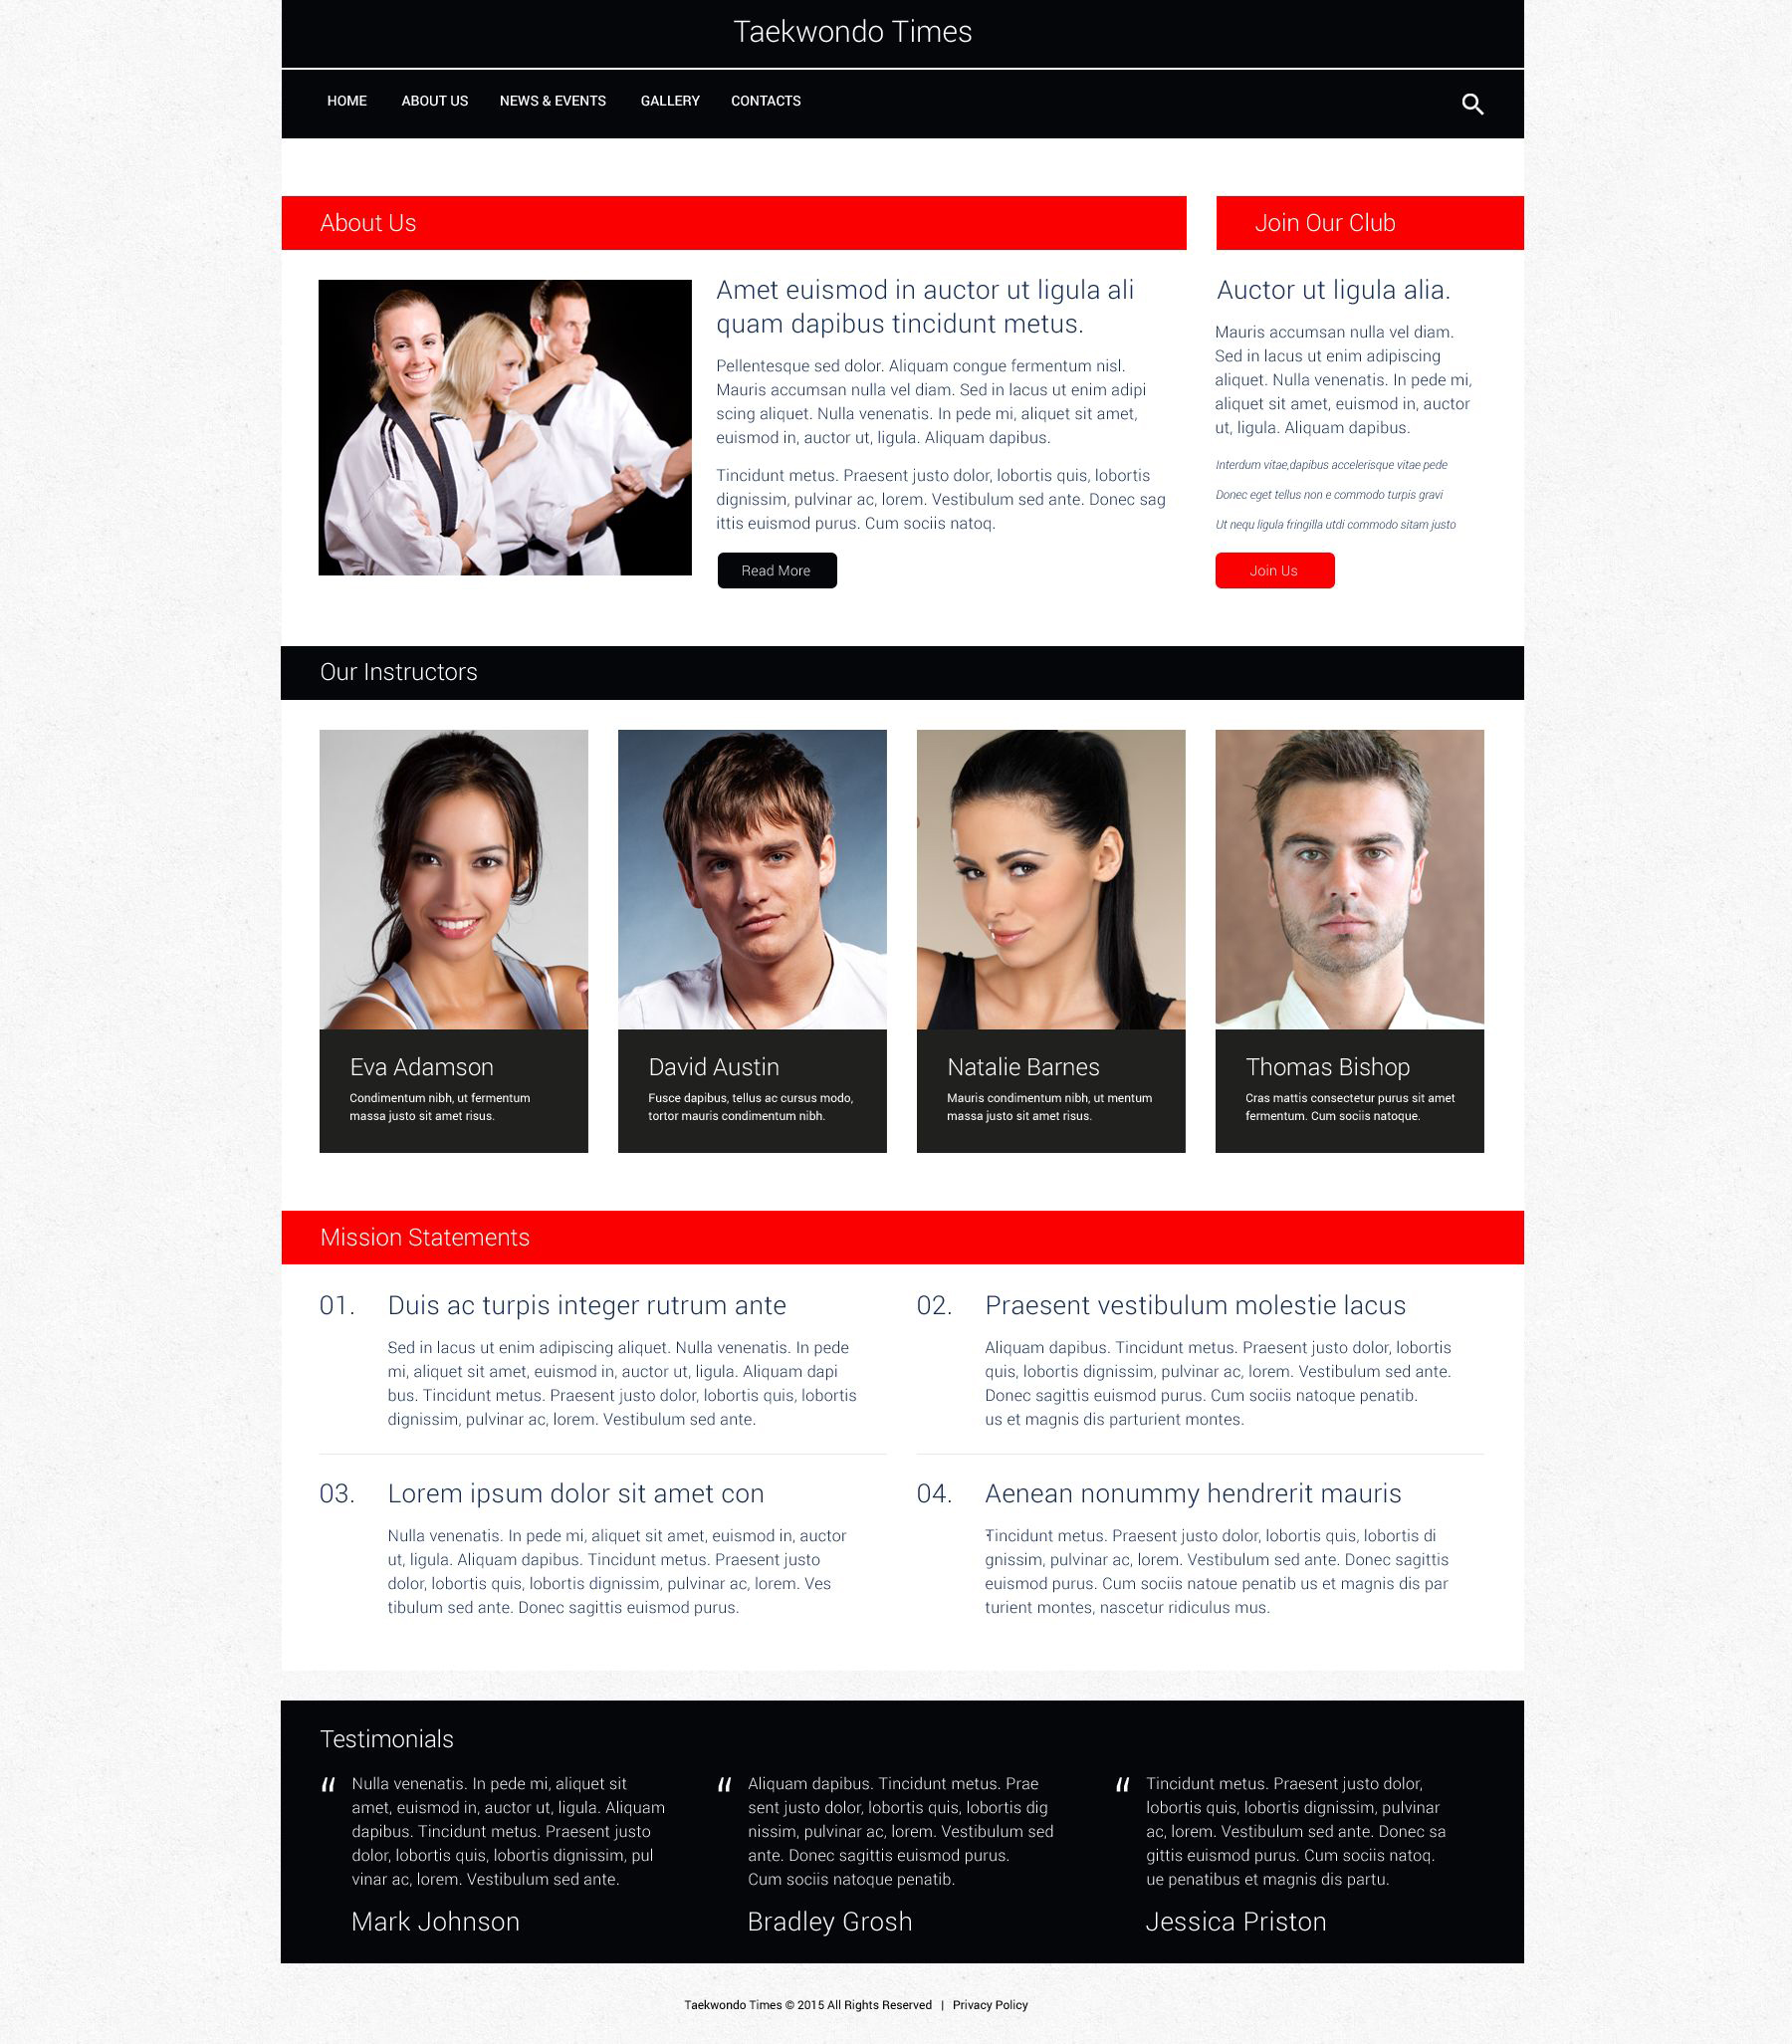 Taekwondo Times
HOME ABOUT US NEWS & EVENTS GALLERY CONTACTS
About Us
Amet euismod in auctor ut ligula ali
quam dapibus tincidunt metus.
Pellentesque sed dolor. Aliquam congue fermentum nisl.
Mauris accumsan nulla vel diam. Sed in lacus ut enim adipi
scing aliquet. Nulla venenatis. In pede mi, aliquet sit amet,
euismod in, auctor ut, ligula. Aliquam dapibus.
Tincidunt metus. Praesent justo dolor, lobortis quis, lobortis
dignissim, pulvinar ac, lorem. Vestibulum sed ante. Donec sag
ittis euismod purus. Cum sociis natoq.
Read More
Join Our Club
Auctor ut ligula alia.
Mauris accumsan nulla vel diam.
Sed in lacus ut enim adipiscing
aliquet. Nulla venenatis. In pede mi,
aliquet sit amet, euismod in, auctor
ut, ligula. Aliquam dapibus.
Interdum vitae,dapibus accelerisque vitae pede
Donec eget tellus non e commodo turpis gravi
Ut nequ ligula fringilla utdi commodo sitam justo
Join Us
Our Instructors
Eva Adamson
Condimentum nibh, ut fermentum
massa justo sit amet risus.
David Austin
Fusce dapibus, tellus ac cursus modo,
tortor mauris condimentum nibh.
Natalie Barnes
Mauris condimentum nibh, ut mentum
massa justo sit amet risus.
Thomas Bishop
Cras mattis consectetur purus sit amet
fermentum. Cum sociis natoque.
Mission Statements
01. Duis ac turpis integer rutrum ante
Sed in lacus ut enim adipiscing aliquet. Nulla venenatis. In pede
mi, aliquet sit amet, euismod in, auctor ut, ligula. Aliquam dapi
bus. Tincidunt metus. Praesent justo dolor, lobortis quis, lobortis
dignissim, pulvinar ac, lorem. Vestibulum sed ante.
02. Praesent vestibulum molestie lacus
Aliquam dapibus. Tincidunt metus. Praesent justo dolor, lobortis
quis, lobortis dignissim, pulvinar ac, lorem. Vestibulum sed ante.
Donec sagittis euismod purus. Cum sociis natoque penatib.
us et magnis dis parturient montes.
03. Lorem ipsum dolor sit amet con
Nulla venenatis. In pede mi, aliquet sit amet, euismod in, auctor
ut, ligula. Aliquam dapibus. Tincidunt metus. Praesent justo
dolor, lobortis quis, lobortis dignissim, pulvinar ac, lorem. Ves
tibulum sed ante. Donec sagittis euismod purus.
04. Aenean nonummy hendrerit mauris
Tincidunt metus. Praesent justo dolor, lobortis quis, lobortis di
gnissim, pulvinar ac, lorem. Vestibulum sed ante. Donec sagittis
euismod purus. Cum sociis natoue penatib us et magnis dis par
turient montes, nascetur ridiculus mus.
Testimonials
“ Nulla venenatis. In pede mi, aliquet sit
amet, euismod in, auctor ut, ligula. Aliquam
dapibus. Tincidunt metus. Praesent justo
dolor, lobortis quis, lobortis dignissim, pul
vinar ac, lorem. Vestibulum sed ante.
Mark Johnson
“ Aliquam dapibus. Tincidunt metus. Prae
sent justo dolor, lobortis quis, lobortis dig
nissim, pulvinar ac, lorem. Vestibulum sed
ante. Donec sagittis euismod purus.
Cum sociis natoque penatib.
Bradley Grosh
“ Tincidunt metus. Praesent justo dolor,
lobortis quis, lobortis dignissim, pulvinar
ac, lorem. Vestibulum sed ante. Donec sa
gittis euismod purus. Cum sociis natoq.
ue penatibus et magnis dis partu.
Jessica Priston
Taekwondo Times © 2015 All Rights Reserved | Privacy Policy